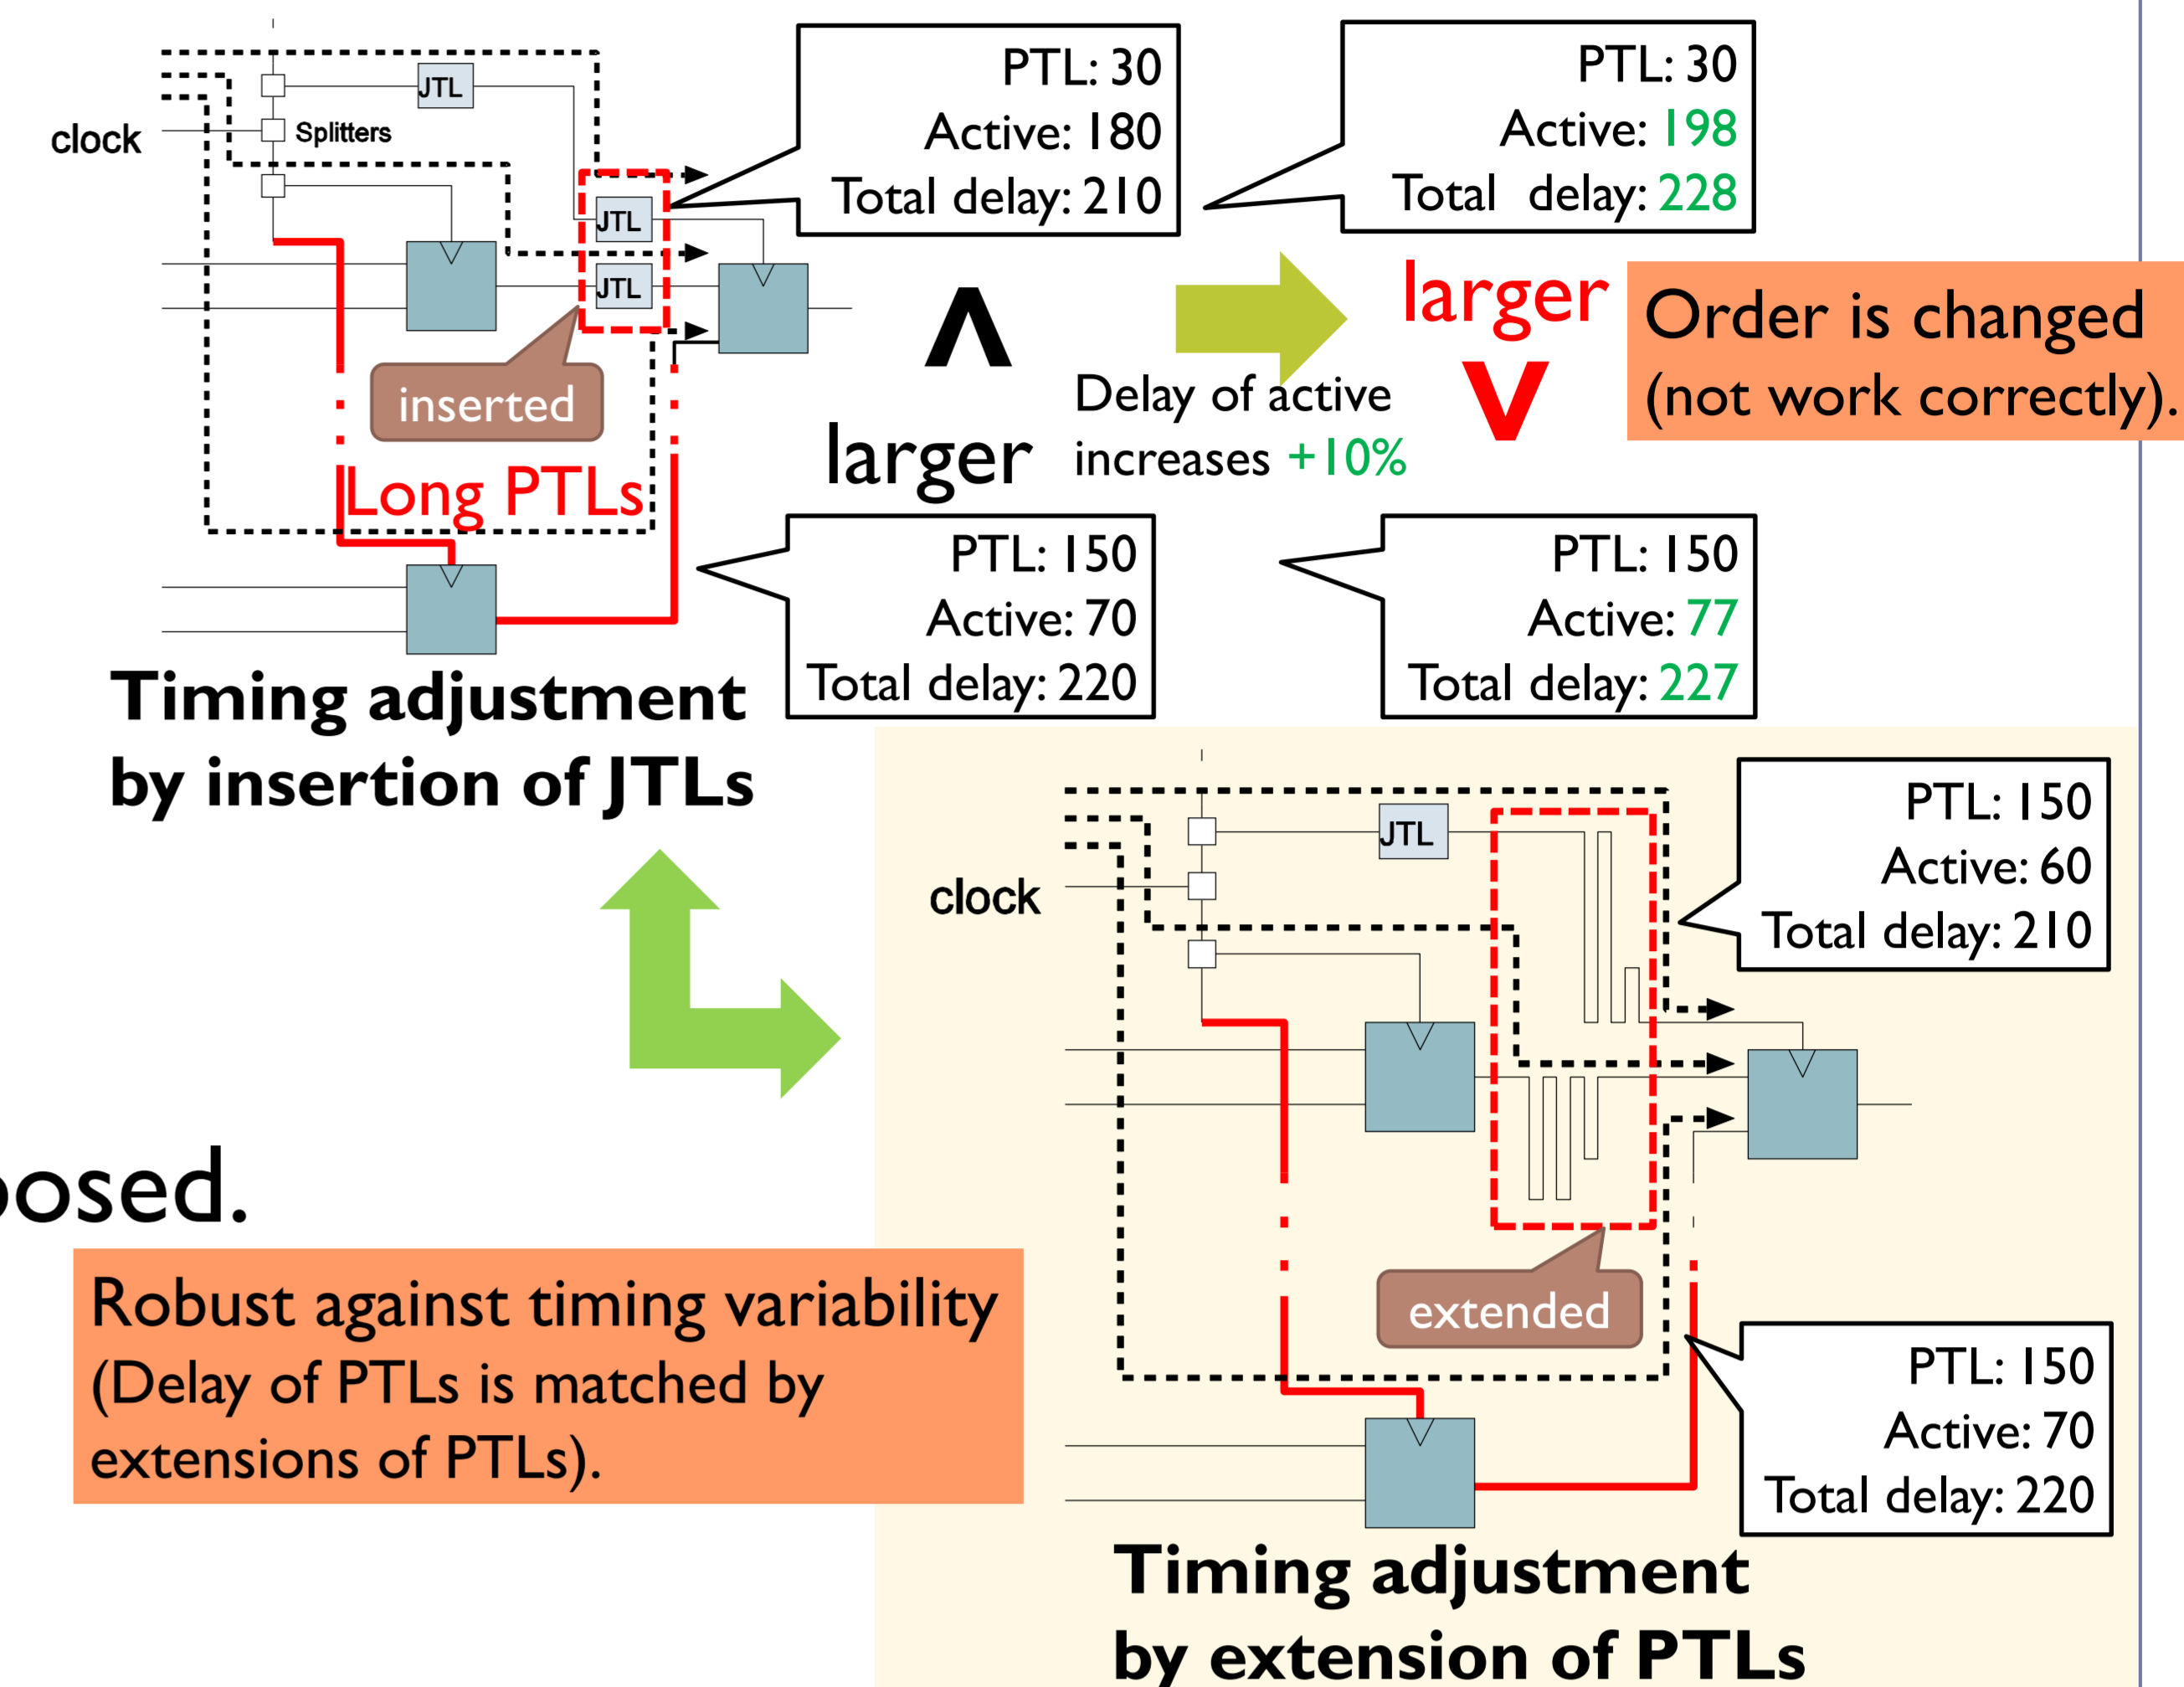 JTL
clock
Splitters
JTL
JTL
inserted
Long PTLs
PTL: 30
Active: 180
Total delay: 210
PTL: 30
Active: 198
Total delay: 228
<
larger
Delay of active
increases +10%
larger
>
Order is changed
(not work correctly).
PTL: 150
Active: 70
Total delay: 220
PTL: 150
Active: 77
Total delay: 227
Timing adjustment
by insertion of JTLs
JTL
clock
PTL: 150
Active: 60
Total delay: 210
extended
PTL: 150
Active: 70
Total delay: 220
posed.
Robust against timing variability
(Delay of PTLs is matched by
extensions of PTLs).
Timing adjustment
by extension of PTLs